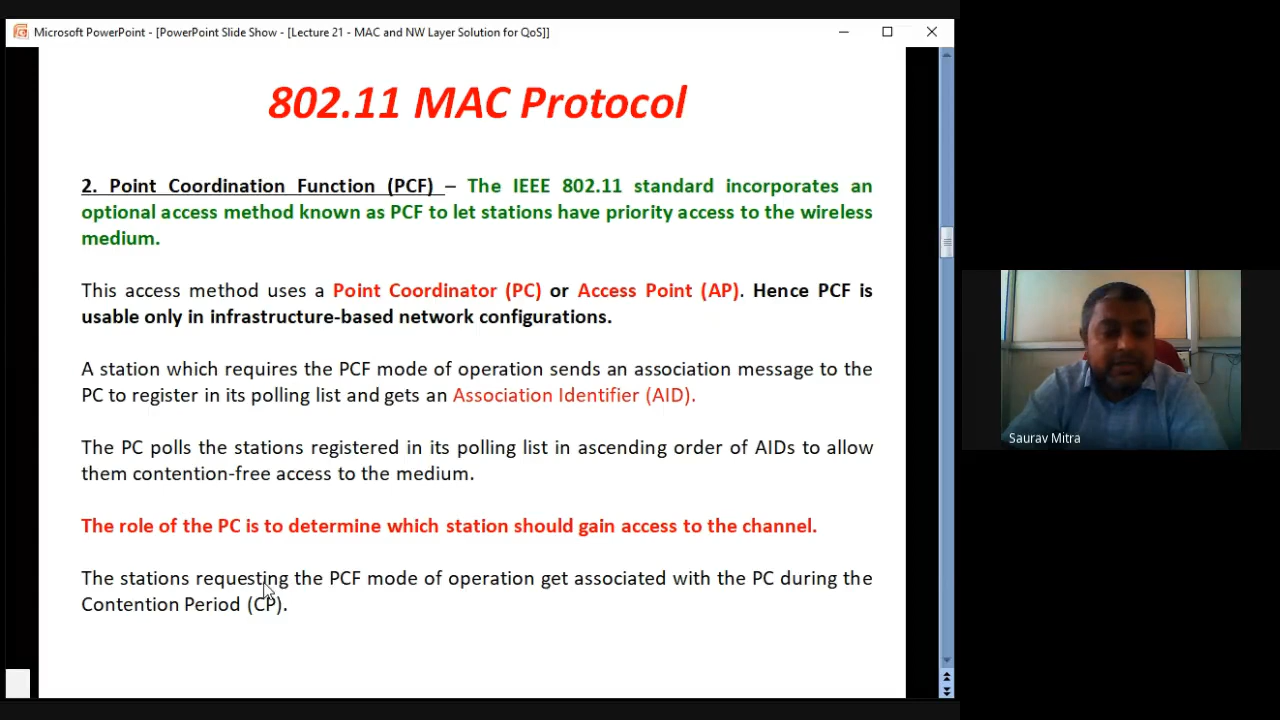 Microsoft PowerPoint - [PowerPoint Slide Show - [Lecture 21 - MAC and NW Layer Solution for QoS]]
802.11 MAC Protocol
2. Point Coordination Function (PCF) – The IEEE 802.11 standard incorporates an
optional access method known as PCF to let stations have priority access to the wireless
medium.
This access method uses a Point Coordinator (PC) or Access Point (AP). Hence PCF is
usable only in infrastructure-based network configurations.
A station which requires the PCF mode of operation sends an association message to the
PC to register in its polling list and gets an Association Identifier (AID).
The PC polls the stations registered in its polling list in ascending order of AIDs to allow
them contention-free access to the medium.
The role of the PC is to determine which station should gain access to the channel.
The stations requesting the PCF mode of operation get associated with the PC during the
Contention Period (CP).
Saurav Mitra